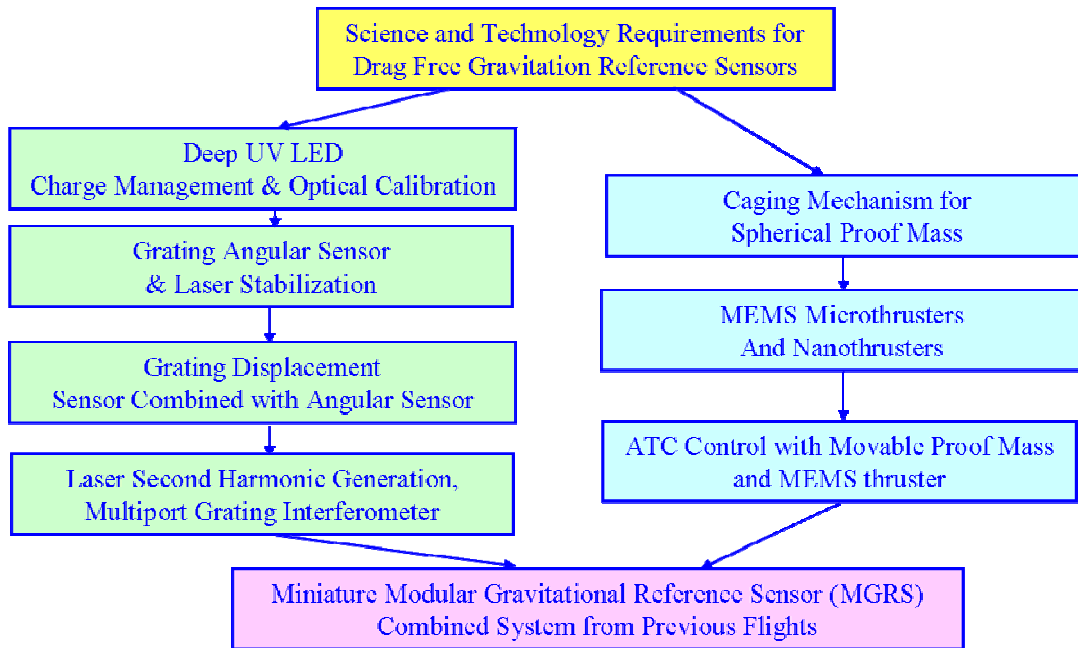 Science and Technology Requirements for
Drag Free Gravitation Reference Sensors
Deep UV LED
Charge Management & Optical Calibration
Grating Angular Sensor
& Laser Stabilization
Grating Displacement
Sensor Combined with Angular Sensor
Laser Second Harmonic Generation,
Multiport Grating Interferometer
Caging Mechanism for
Spherical Proof Mass
MEMS Microthrusters
And Nanothrusters
ATC Control with Movable Proof Mass
and MEMS thruster
Miniature Modular Gravitational Reference Sensor (MGRS)
Combined System from Previous Flights